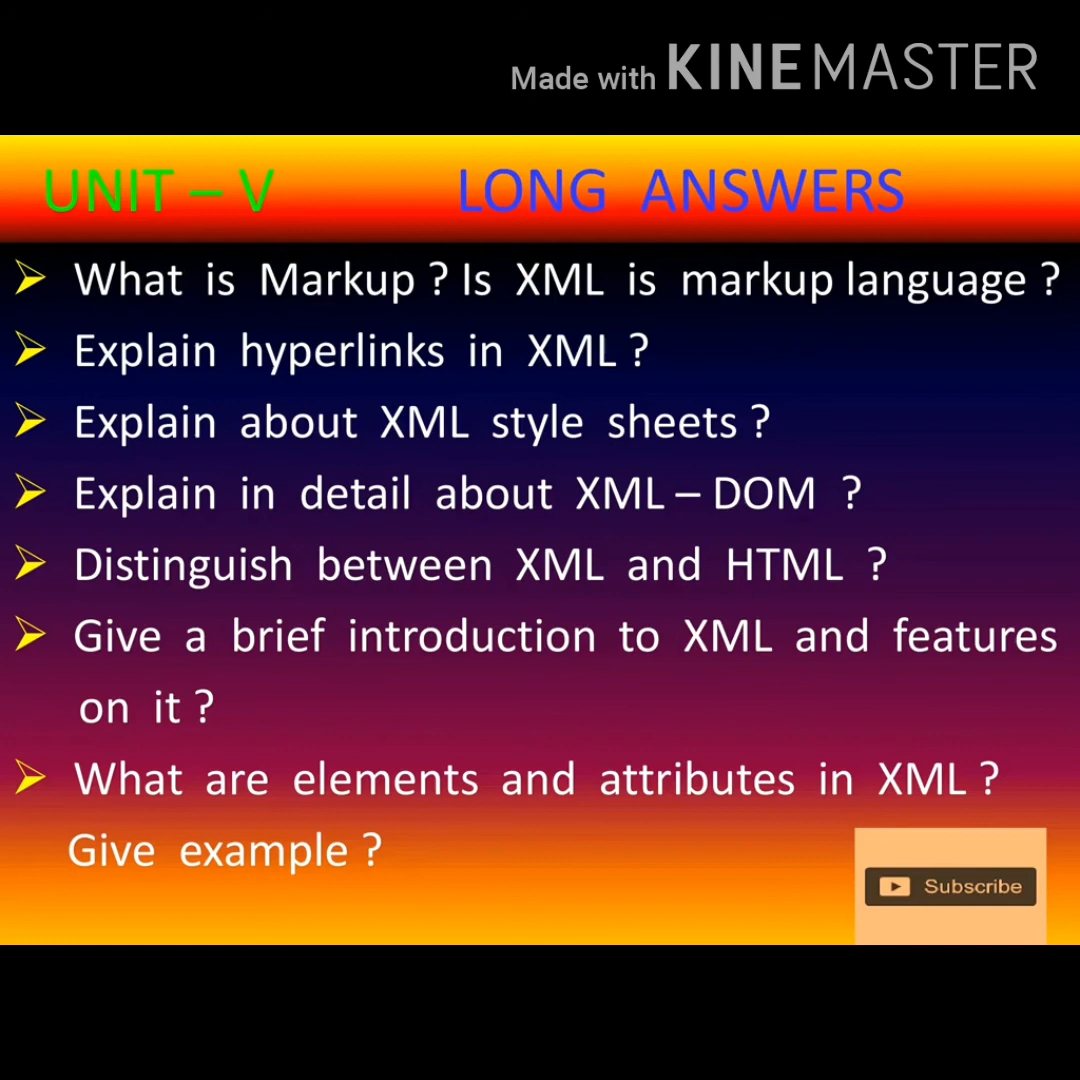 Made with KINEMASTER
UNIT – V LONG ANSWERS
What is Markup ? Is XML is markup language ?
Explain hyperlinks in XML ?
Explain about XML style sheets ?
Explain in detail about XML – DOM ?
Distinguish between XML and HTML ?
Give a brief introduction to XML and features
on it ?
What are elements and attributes in XML ?
Give example ?
Subscribe